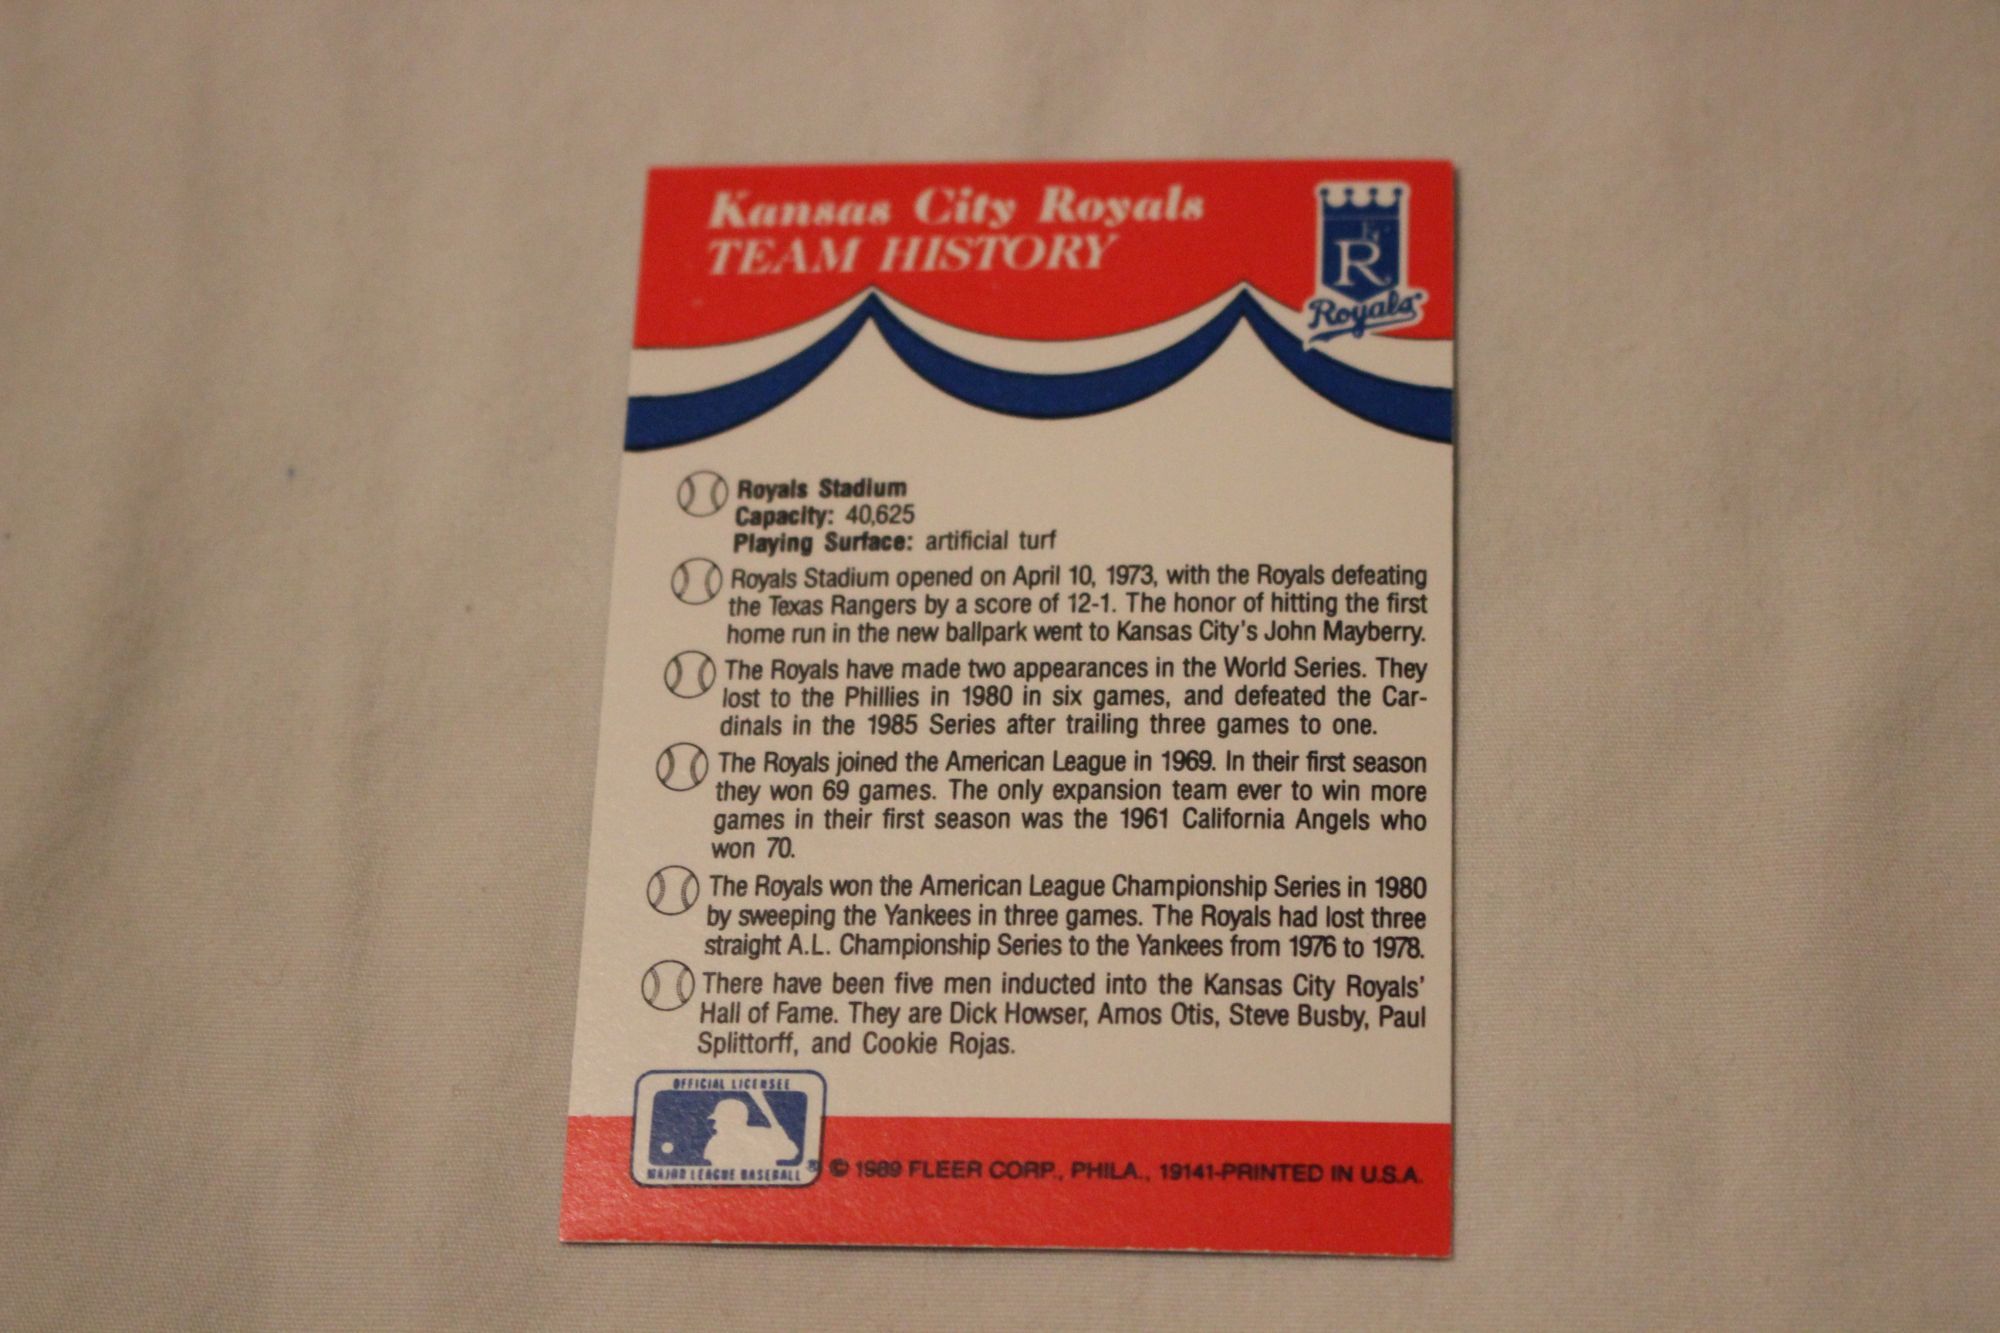 Kansas City Royals
TEAM HISTORY
R
Royals
Royals Stadium
Capacity: 40,625
Playing Surface: artificial turf
Royals Stadium opened on April 10, 1973, with the Royals defeating
the Texas Rangers by a score of 12-1. The honor of hitting the first
home run in the new ballpark went to Kansas City's John Mayberry.
The Royals have made two appearances in the World Series. They
lost to the Phillies in 1980 in six games, and defeated the Car-
dinals in the 1985 Series after trailing three games to one.
The Royals joined the American League in 1969. In their first season
they won 69 games. The only expansion team ever to win more
games in their first season was the 1961 California Angels who
won 70.
The Royals won the American League Championship Series in 1980
by sweeping the Yankees in three games. The Royals had lost three
straight A.L. Championship Series to the Yankees from 1976 to 1978.
There have been five men inducted into the Kansas City Royals'
Hall of Fame. They are Dick Howser, Amos Otis, Steve Busby, Paul
Splittorff, and Cookie Rojas.
OFFICIAL LICENSEE
MAJOR LEAGUE BASEBALL ®
© 1989 FLEER CORP., PHILA., 19141-PRINTED IN U.S.A.